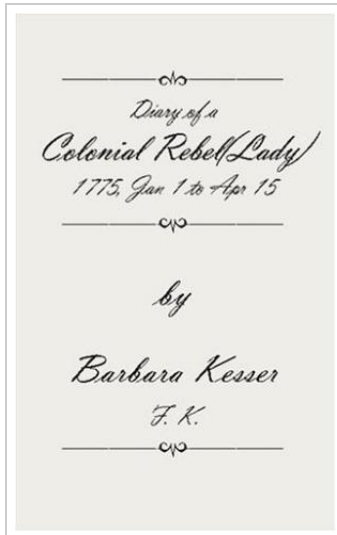 Diary of a
Colonial Rebel(Lady)
1775, Jan 1 to Apr 15
by
Barbara Kesser
F. K.